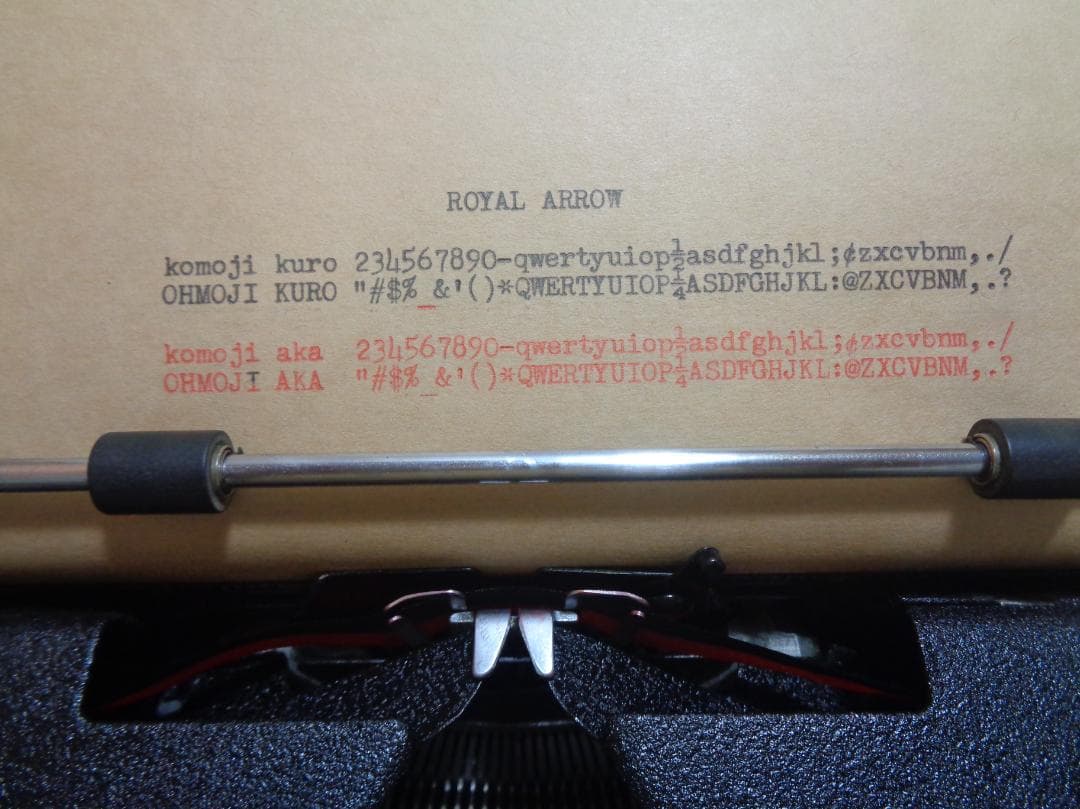 ROYAL ARROW
komoji kuro 234567890-qwertyuiop½asdfghjkl;¢zxcvbnm,./
OHMOJI KURO "#$%_&'()*QWERTYUIOP¼ASDFGHJKL:@ZXCVBNM,.?
komoji aka 234567890-qwertyuiop½asdfghjkl;¢zxcvbnm,./
OHMOJI AKA "#$%_&'()*QWERTYUIOP¼ASDFGHJKL:@ZXCVBNM,.?